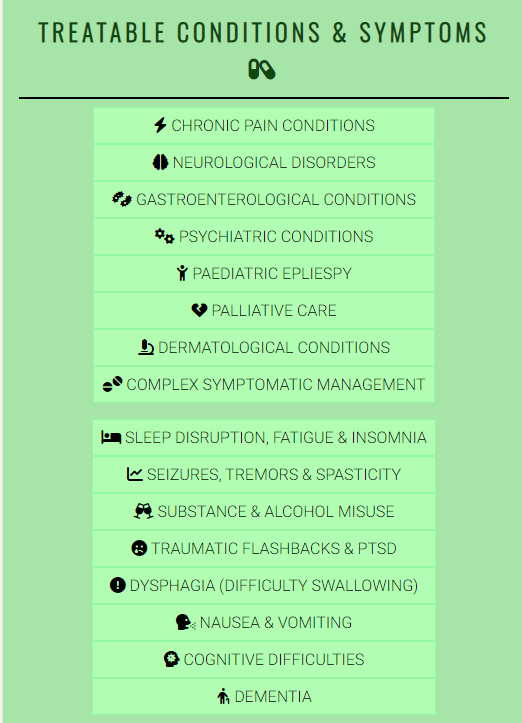 TREATABLE CONDITIONS & SYMPTOMS
CHRONIC PAIN CONDITIONS
NEUROLOGICAL DISORDERS
GASTROENTEROLOGICAL CONDITIONS
PSYCHIATRIC CONDITIONS
PAEDIATRIC EPLIESPY
PALLIATIVE CARE
DERMATOLOGICAL CONDITIONS
COMPLEX SYMPTOMATIC MANAGEMENT
SLEEP DISRUPTION, FATIGUE & INSOMNIA
SEIZURES, TREMORS & SPASTICITY
SUBSTANCE & ALCOHOL MISUSE
TRAUMATIC FLASHBACKS & PTSD
DYSPHAGIA (DIFFICULTY SWALLOWING)
NAUSEA & VOMITING
COGNITIVE DIFFICULTIES
DEMENTIA